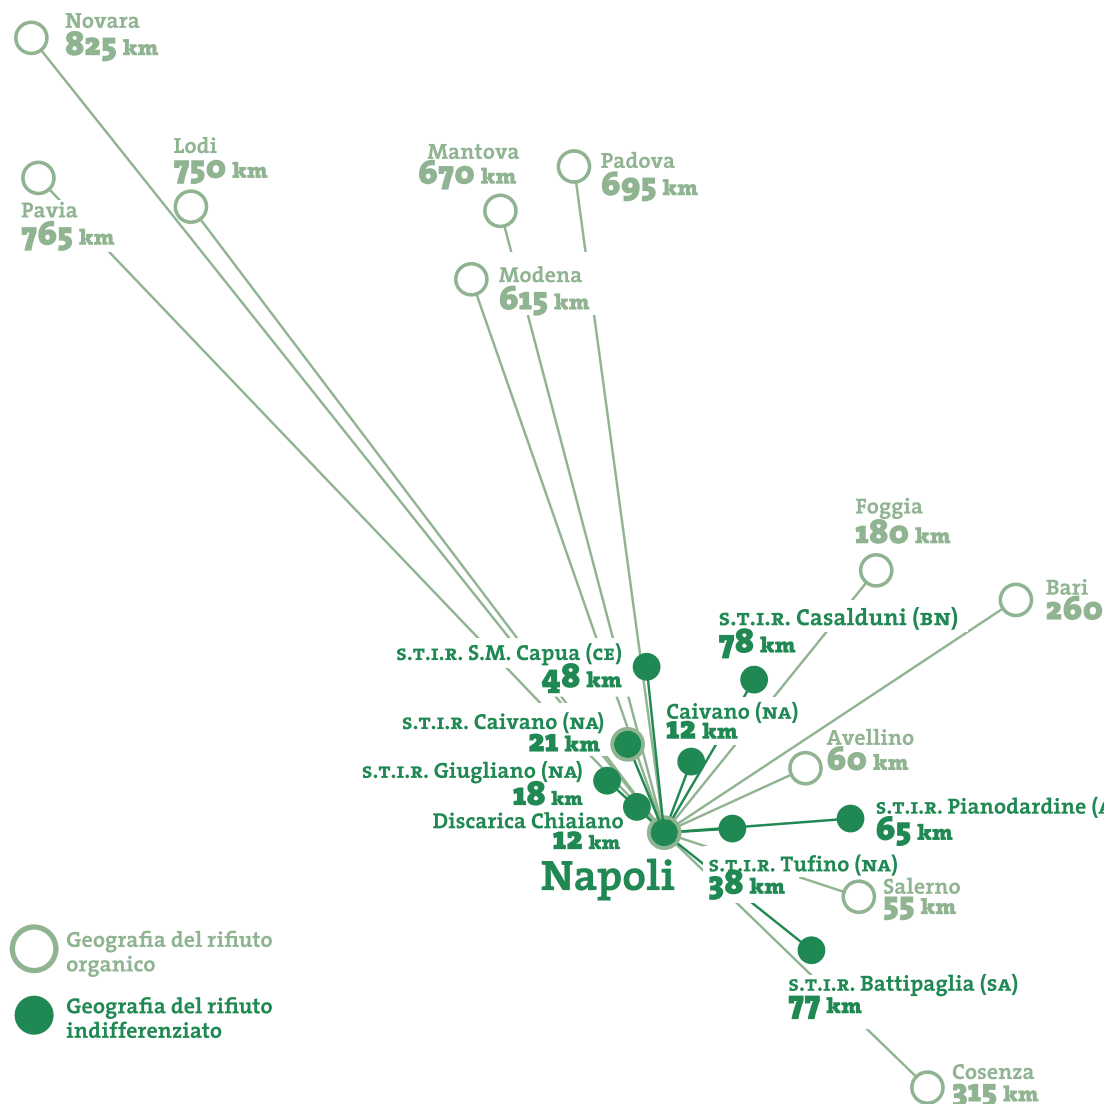 Novara
825 km
Lodi
750 km
Mantova
670 km
Padova
695 km
Pavia
765 km
Modena
615 km
Foggia
180 km
Bari
260
S.T.I.R. Casalduni (BN)
78 km
S.T.I.R. S.M. Capua (CE)
48 km
Caivano (NA)
12 km
S.T.I.R. Caivano (NA)
21 km
Avellino
60 km
S.T.I.R. Giugliano (NA)
18 km
S.T.I.R. Pianodardine (A
65 km
Discarica Chiaiano
12 km
Napoli
S.T.I.R. Tufino (NA)
38 km
Salerno
55 km
Geografia del rifiuto
organico
S.T.I.R. Battipaglia (SA)
77 km
Geografia del rifiuto
indifferenziato
Cosenza
315 km